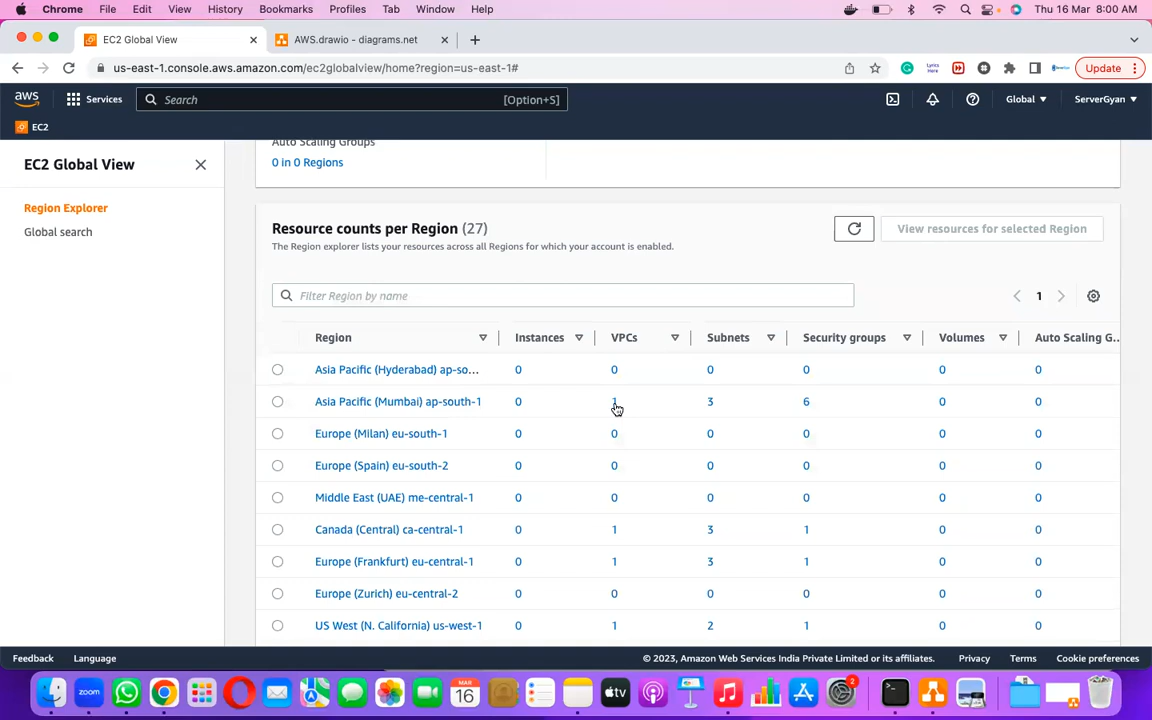 Chrome File Edit View History Bookmarks Profiles Tab Window Help Thu 16 Mar 8:00 AM
EC2 Global View AWS.drawio - diagrams.net
us-east-1.console.aws.amazon.com/ec2globalview/home?region=us-east-1# Update
aws Services Search [Option+S] Global ServerGyan
EC2
EC2 Global View
Region Explorer
Global search
Auto Scaling Groups
0 in 0 Regions
Resource counts per Region (27)
View resources for selected Region
The Region explorer lists your resources across all Regions for which your account is enabled.
Filter Region by name
1
Region Instances VPCs Subnets Security groups Volumes Auto Scaling G...
Asia Pacific (Hyderabad) ap-so... 0 0 0 0 0 0
Asia Pacific (Mumbai) ap-south-1 0 1 3 6 0 0
Europe (Milan) eu-south-1 0 0 0 0 0 0
Europe (Spain) eu-south-2 0 0 0 0 0 0
Middle East (UAE) me-central-1 0 0 0 0 0 0
Canada (Central) ca-central-1 0 1 3 1 0 0
Europe (Frankfurt) eu-central-1 0 1 3 1 0 0
Europe (Zurich) eu-central-2 0 0 0 0 0 0
US West (N. California) us-west-1 0 1 2 1 0 0
Feedback Language © 2023, Amazon Web Services India Private Limited or its affiliates. Privacy Terms Cookie preferences
zoom MAR 16 tv 2